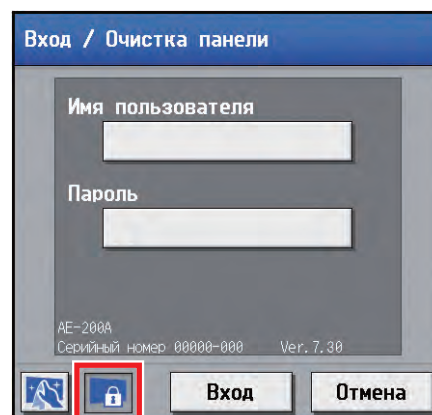 Вход / Очистка панели
Имя пользователя
Пароль
AE-200A
Серийный номер 00000-000 Ver.7.30
Вход
Отмена